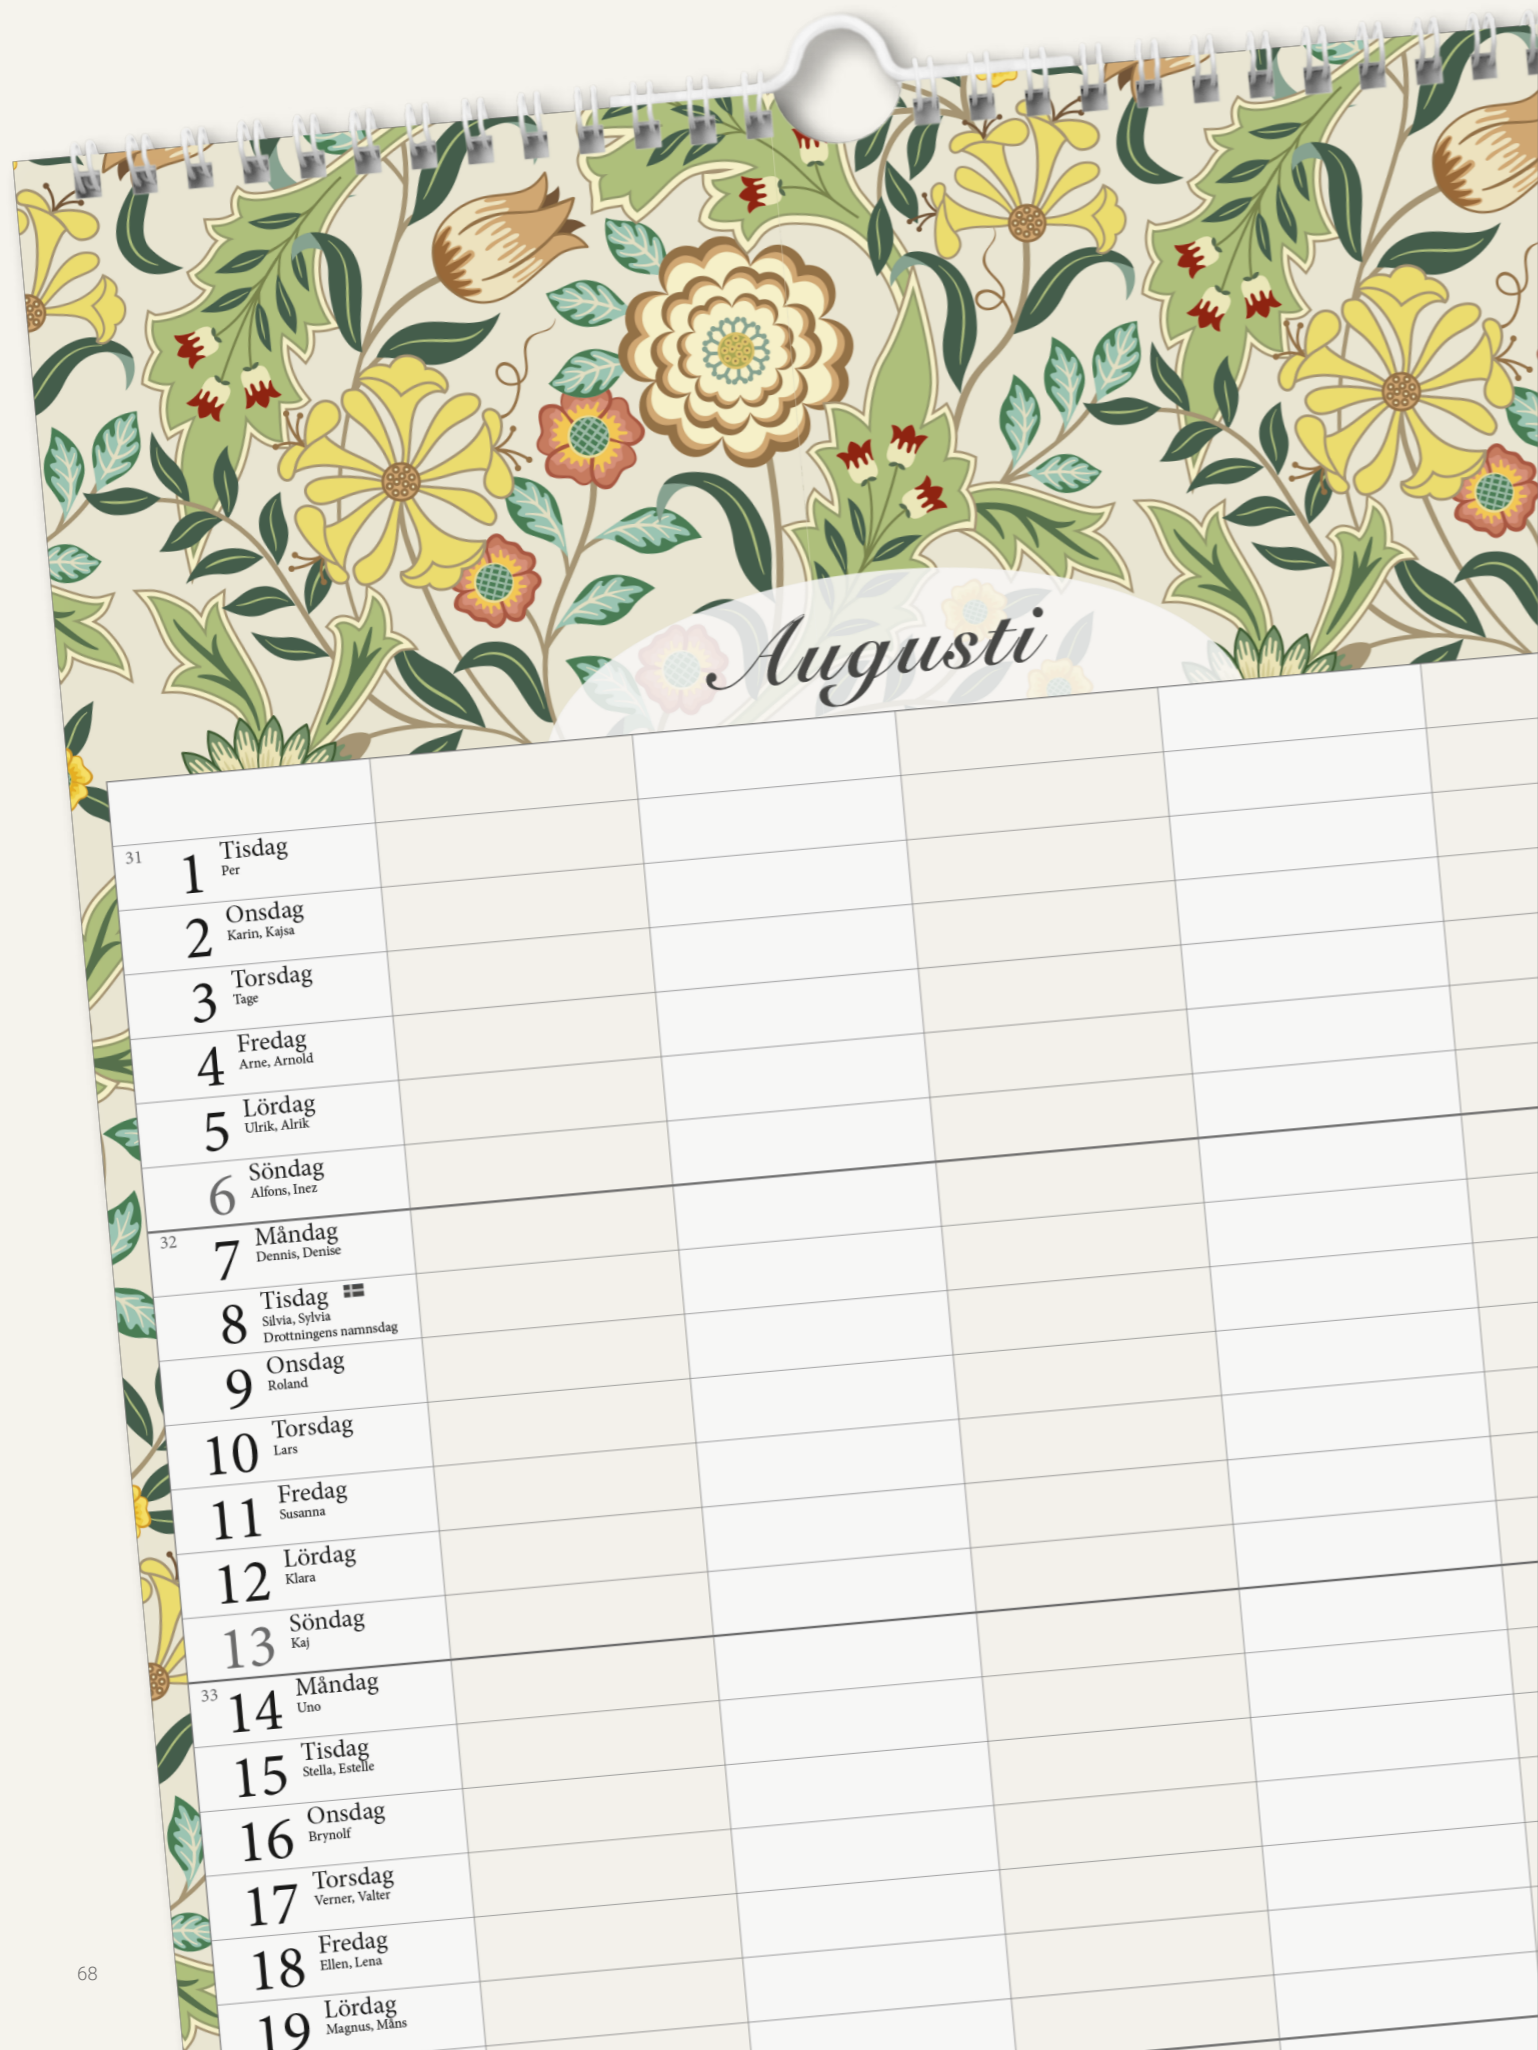 Augusti
31
1 Tisdag
Per
2 Onsdag
Karin, Kajsa
3 Torsdag
Tage
4 Fredag
Arne, Arnold
5 Lördag
Ulrik, Alrik
6 Söndag
Alfons, Inez
32
7 Måndag
Dennis, Denise
8 Tisdag
Silvia, Sylvia
Drottningens namnsdag
9 Onsdag
Roland
10 Torsdag
Lars
11 Fredag
Susanna
12 Lördag
Klara
13 Söndag
Kaj
33
14 Måndag
Uno
15 Tisdag
Stella, Estelle
16 Onsdag
Brynolf
17 Torsdag
Verner, Valter
18 Fredag
Ellen, Lena
19 Lördag
Magnus, Måns
68